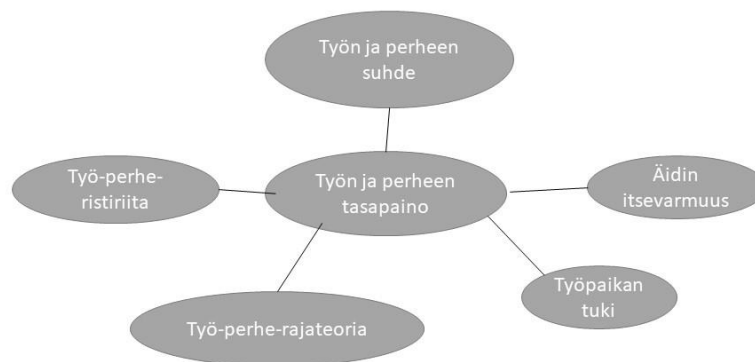 Työn ja perheen
suhde
Työ-perhe-
ristiriita
Työn ja perheen
tasapaino
Äidin
itsevarmuus
Työpaikan
tuki
Työ-perhe-rajateoria